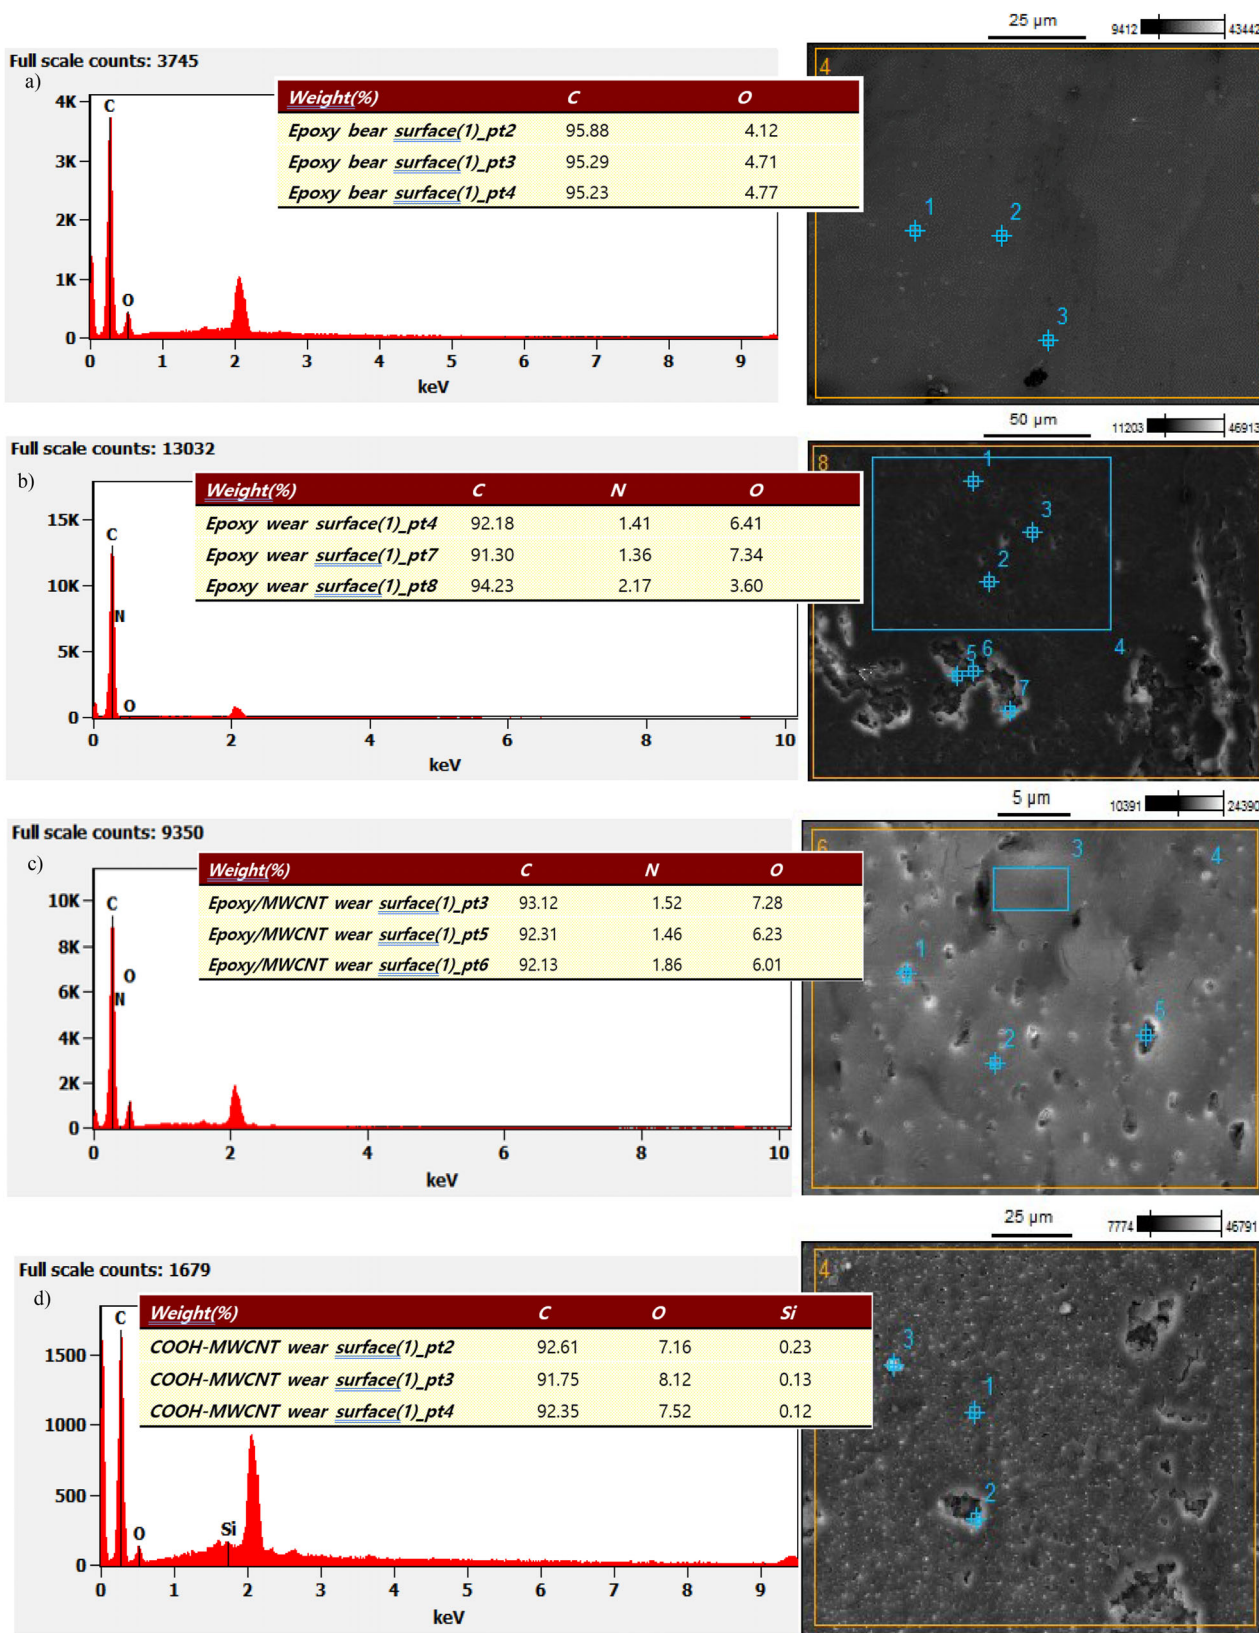 25 µm
9412 43442
Full scale counts: 3745
a)
Weight(%) C O
Epoxy bear surface(1)_pt2 95.88 4.12
Epoxy bear surface(1)_pt3 95.29 4.71
Epoxy bear surface(1)_pt4 95.23 4.77
4K
3K
2K
1K
0
C
O
0 1 2 3 4 5 6 7 8 9
keV
4
1
2
3
50 µm
11203 46913
Full scale counts: 13032
b)
Weight(%) C N O
Epoxy wear surface(1)_pt4 92.18 1.41 6.41
Epoxy wear surface(1)_pt7 91.30 1.36 7.34
Epoxy wear surface(1)_pt8 94.23 2.17 3.60
15K
10K
5K
0
C
N
O
0 2 4 6 8 10
keV
8
1
3
2
4
5 6
7
5 µm
10391 24390
Full scale counts: 9350
c)
Weight(%) C N O
Epoxy/MWCNT wear surface(1)_pt3 93.12 1.52 7.28
Epoxy/MWCNT wear surface(1)_pt5 92.31 1.46 6.23
Epoxy/MWCNT wear surface(1)_pt6 92.13 1.86 6.01
10K
8K
6K
4K
2K
0
C
O
N
0 2 4 6 8 10
keV
6
3
4
1
5
2
25 µm
7774 46791
Full scale counts: 1679
d)
Weight(%) C O Si
COOH-MWCNT wear surface(1)_pt2 92.61 7.16 0.23
COOH-MWCNT wear surface(1)_pt3 91.75 8.12 0.13
COOH-MWCNT wear surface(1)_pt4 92.35 7.52 0.12
1500
1000
500
0
C
O
Si
0 1 2 3 4 5 6 7 8 9
keV
4
3
1
2